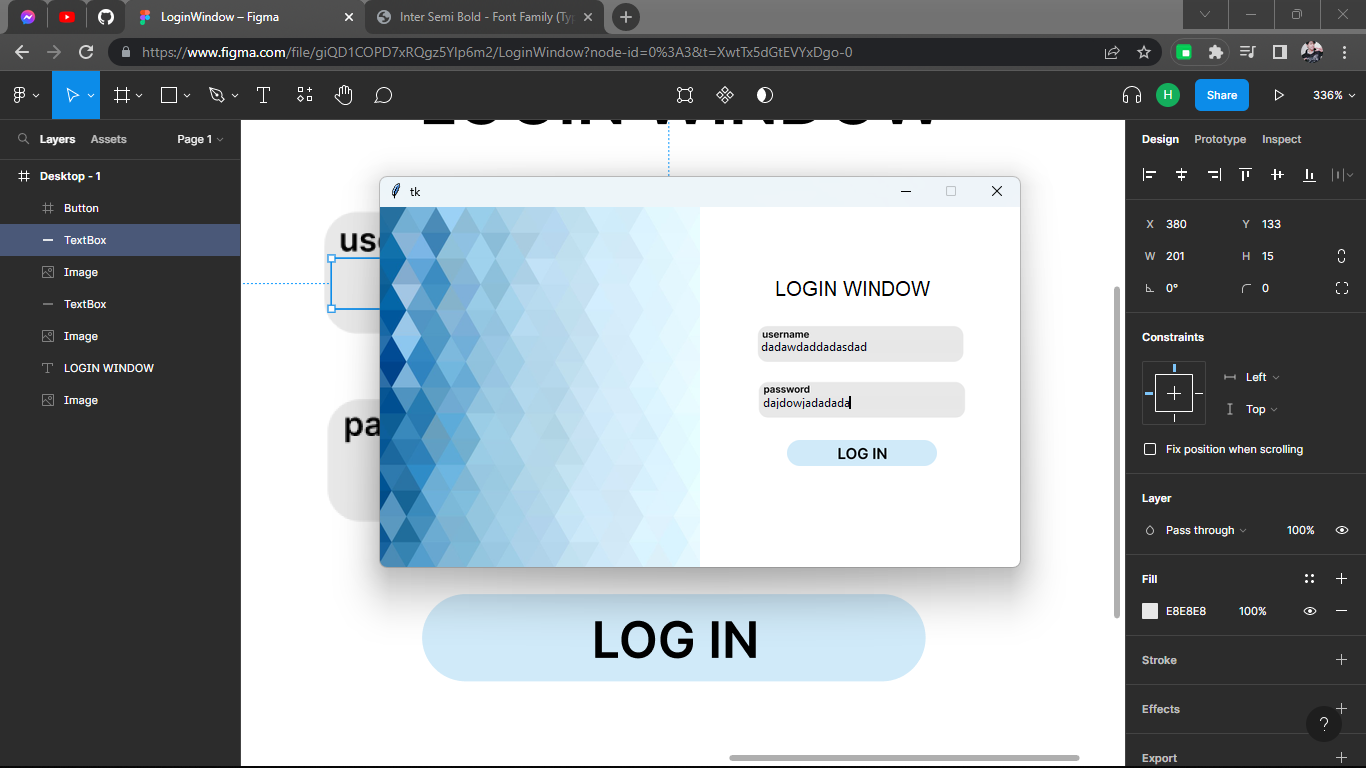 LoginWindow – Figma
Inter Semi Bold - Font Family (Ty
https://www.figma.com/file/giQD1COPD7xRQgz5YIp6m2/LoginWindow?node-id=0%3A3&t=XwtTx5dGtEVYxDgo-0
H
Share
336%
Layers
Assets
Page 1
Desktop - 1
Button
TextBox
Image
TextBox
Image
LOGIN WINDOW
Image
LOGIN WINDOW
use
pa
LOG IN
tk
LOGIN WINDOW
username
dadawdaddadasdad
password
dajdowjadadada
LOG IN
Design
Prototype
Inspect
X 380
Y 133
W 201
H 15
0°
0
Constraints
Left
Top
Fix position when scrolling
Layer
Pass through
100%
Fill
E8E8E8
100%
Stroke
Effects
?
Export